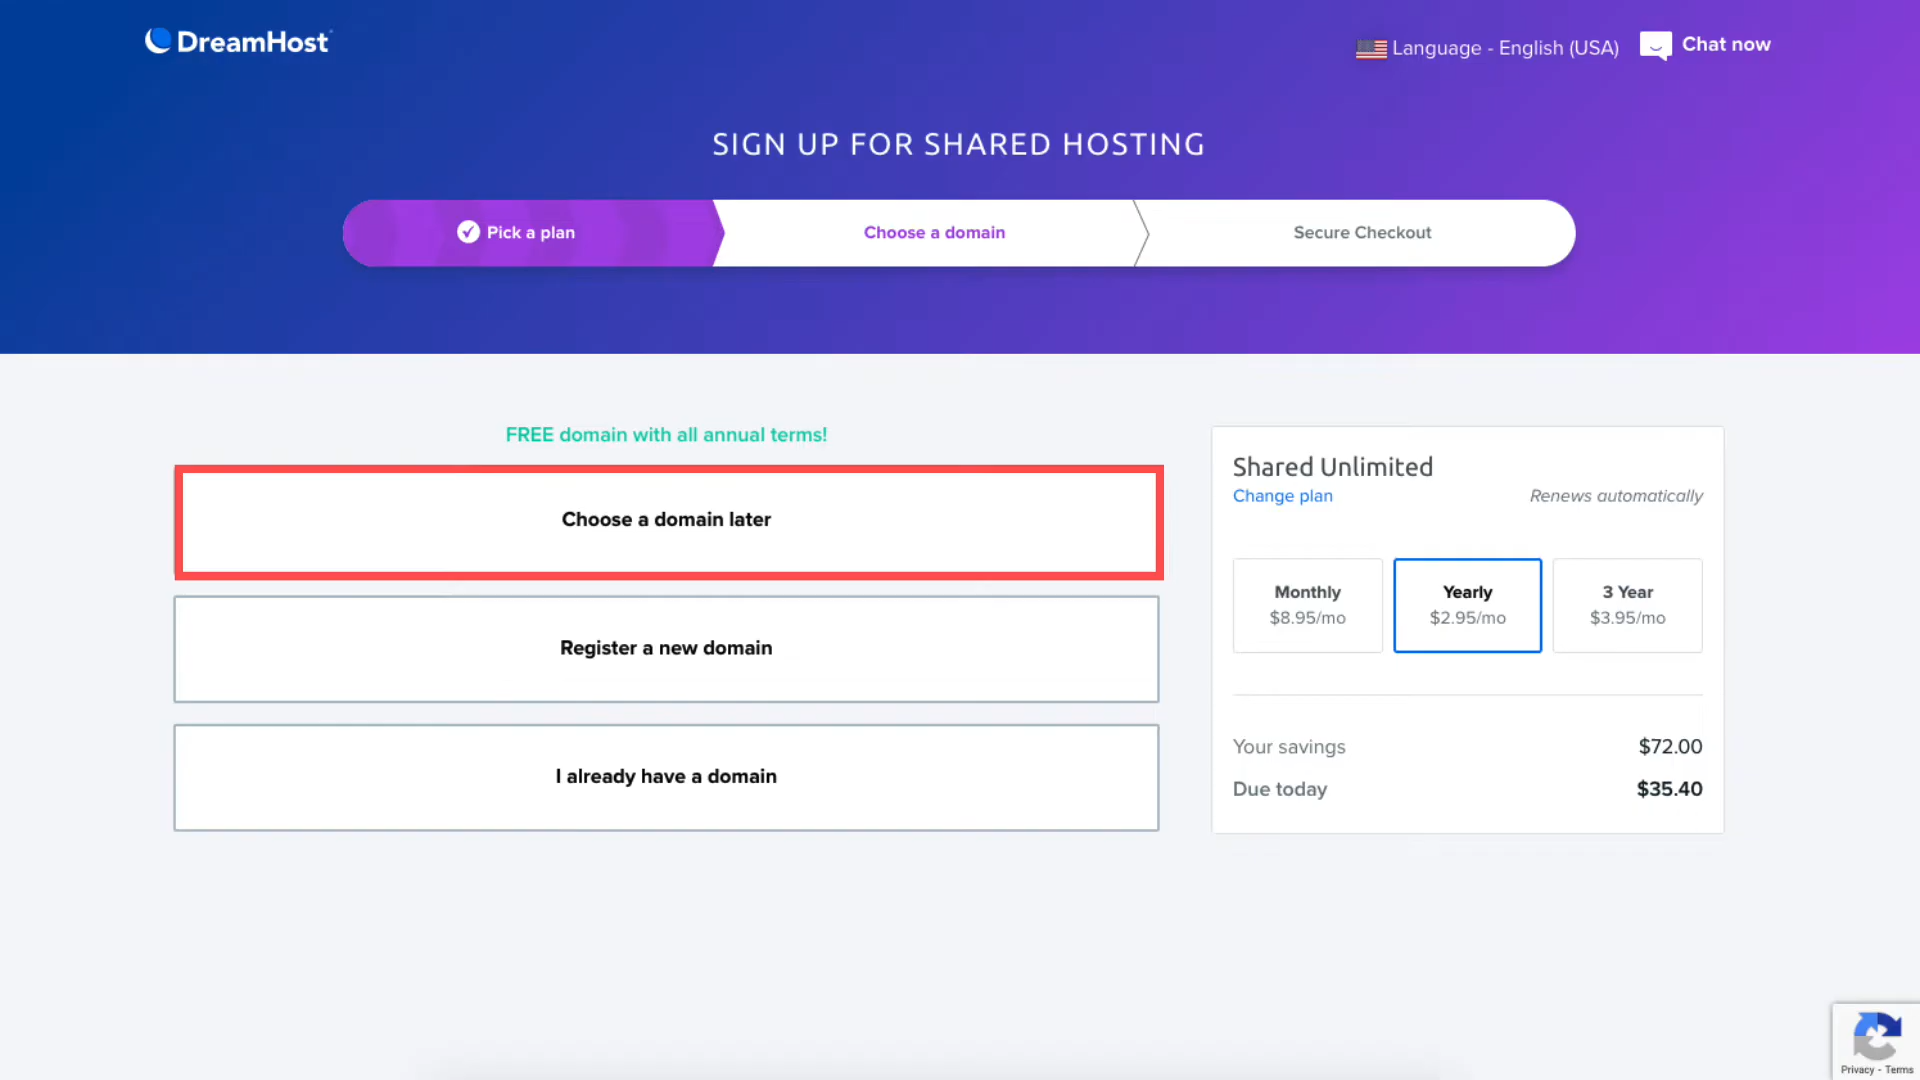 DreamHost
Language - English (USA)
Chat now
SIGN UP FOR SHARED HOSTING
Pick a plan
Choose a domain
Secure Checkout
FREE domain with all annual terms!
Choose a domain later
Register a new domain
I already have a domain
Shared Unlimited
Change plan
Renews automatically
Monthly
$8.95/mo
Yearly
$2.95/mo
3 Year
$3.95/mo
Your savings
$72.00
Due today
$35.40
Privacy - Terms